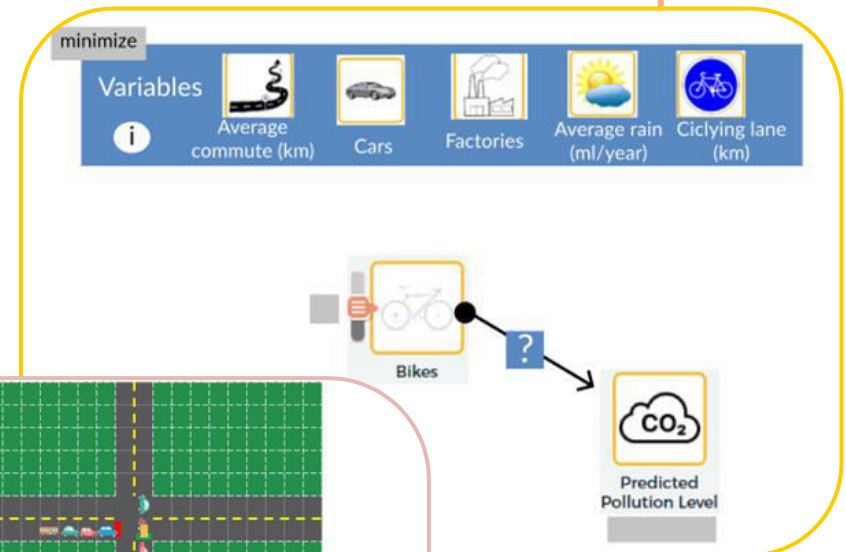 minimize
Variables
i
Average
commute (km)
Cars
Factories
Average rain
(ml/year)
Ciclying lane
(km)
Bikes
?
CO₂
Predicted
Pollution Level